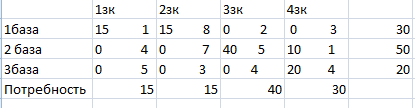 1зк 2зк 3зк 4зк
1база 15 1 15 8 0 2 0 3 30
2 база 0 4 0 7 40 5 10 1 50
3база 0 5 0 3 0 4 20 4 20
Потребность 15 15 40 30